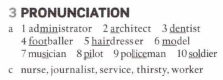 3 PRONUNCIATION
a 1 administrator 2 architect 3 dentist
4 footballer 5 hairdresser 6 model
7 musician 8 pilot 9 policeman 10 soldier
c nurse, journalist, service, thirsty, worker